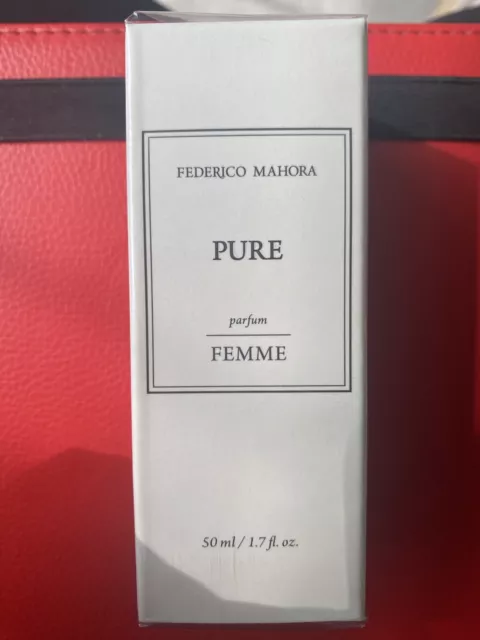 FEDERICO MAHORA
PURE
parfum
FEMME
50 ml / 1.7 fl. oz.